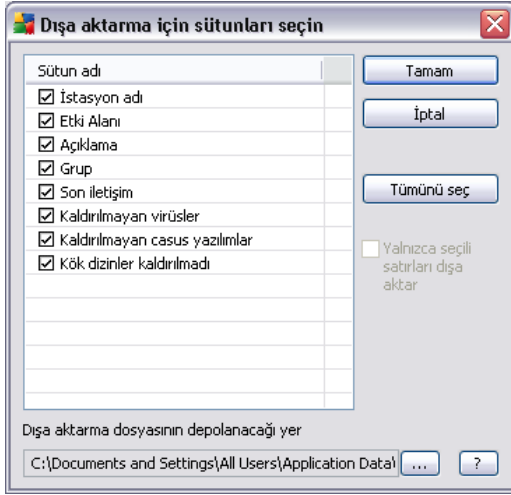 Dışa aktarma için sütunları seçin
Sütun adı
İstasyon adı
Etki Alanı
Açıklama
Grup
Son iletişim
Kaldırılmayan virüsler
Kaldırılmayan casus yazılımlar
Kök dizinler kaldırılmadı
Tamam
İptal
Tümünü seç
Yalnızca seçili
satırları dışa
aktar
Dışa aktarma dosyasının depolanacağı yer
C:\Documents and Settings\All Users\Application Data\
...
?